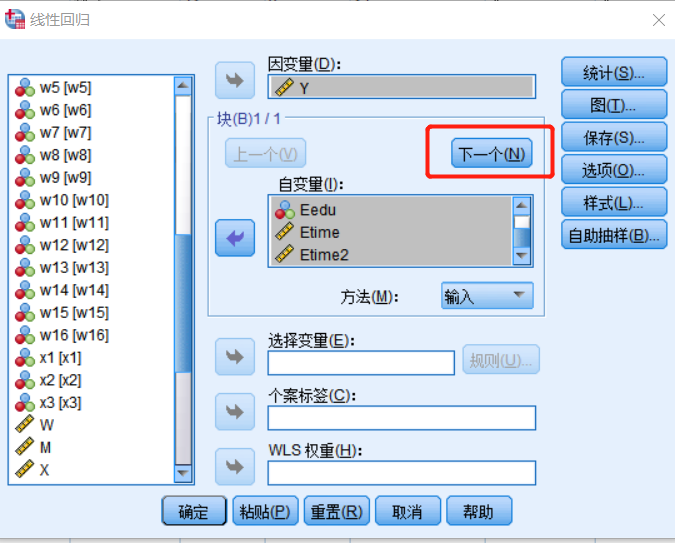 线性回归
w5 [w5]
w6 [w6]
w7 [w7]
w8 [w8]
w9 [w9]
w10 [w10]
w11 [w11]
w12 [w12]
w13 [w13]
w14 [w14]
w15 [w15]
w16 [w16]
x1 [x1]
x2 [x2]
x3 [x3]
W
M
X
因变量(D):
Y
块(B)1 / 1
上一个(V)
下一个(N)
自变量(I):
Eedu
Etime
Etime2
方法(M):
输入
选择变量(E):
规则(U)...
个案标签(C):
WLS 权重(H):
统计(S)...
图(T)...
保存(S)...
选项(O)...
样式(L)...
自助抽样(B)...
确定
粘贴(P)
重置(R)
取消
帮助